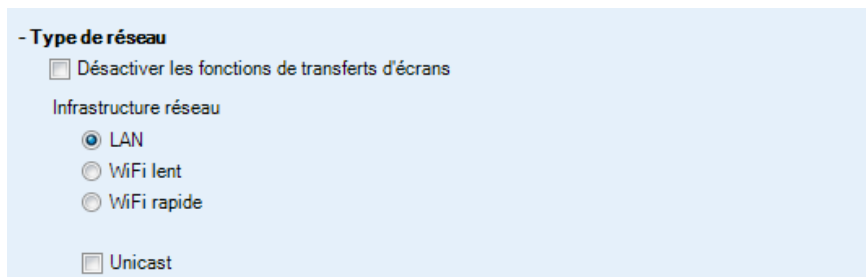 - Type de réseau
Désactiver les fonctions de transferts d'écrans
Infrastructure réseau
LAN
WiFi lent
WiFi rapide
Unicast